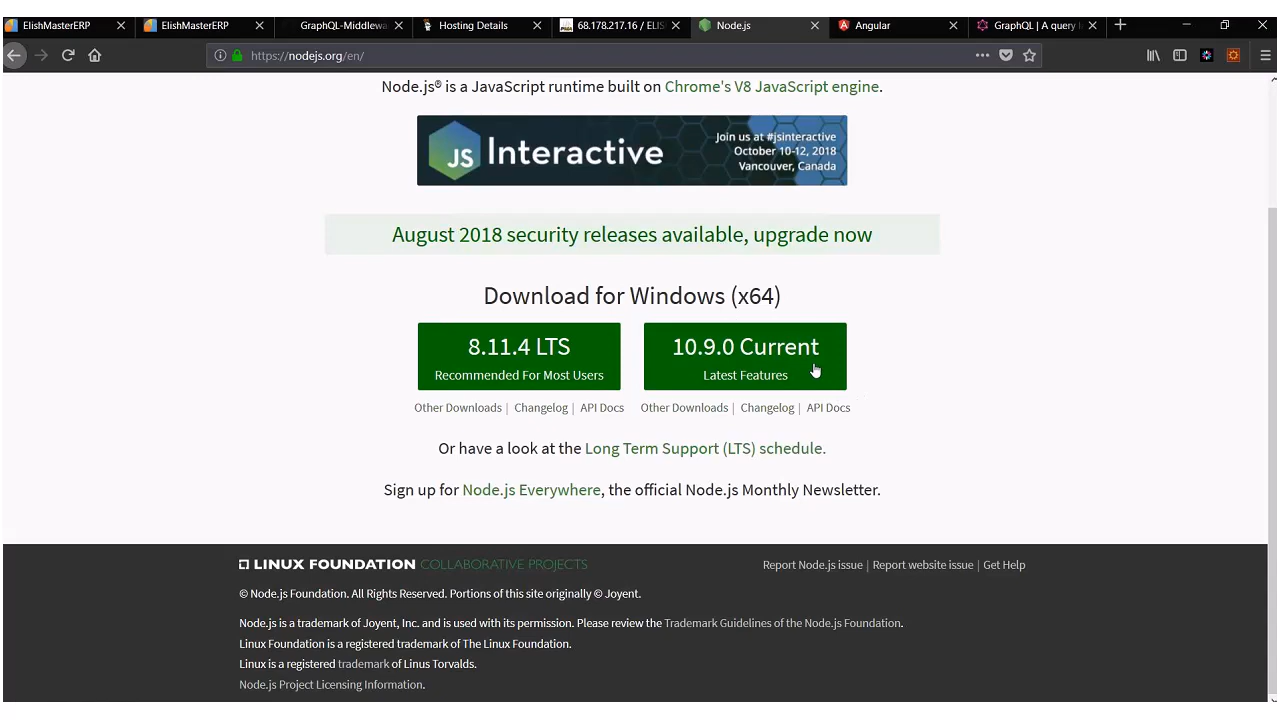 ElishMasterERP
ElishMasterERP
GraphQL-Middlewa
Hosting Details
68.178.217.16 / ELIS
Node.js
Angular
GraphQL | A query l
https://nodejs.org/en/
Node.js® is a JavaScript runtime built on Chrome's V8 JavaScript engine.
JS Interactive
Join us at #jsinteractive
October 10-12, 2018
Vancouver, Canada
August 2018 security releases available, upgrade now
Download for Windows (x64)
8.11.4 LTS
Recommended For Most Users
10.9.0 Current
Latest Features
Other Downloads | Changelog | API Docs
Other Downloads | Changelog | API Docs
Or have a look at the Long Term Support (LTS) schedule.
Sign up for Node.js Everywhere, the official Node.js Monthly Newsletter.
LINUX FOUNDATION COLLABORATIVE PROJECTS
Report Node.js issue | Report website issue | Get Help
© Node.js Foundation. All Rights Reserved. Portions of this site originally © Joyent.
Node.js is a trademark of Joyent, Inc. and is used with its permission. Please review the Trademark Guidelines of the Node.js Foundation.
Linux Foundation is a registered trademark of The Linux Foundation.
Linux is a registered trademark of Linus Torvalds.
Node.js Project Licensing Information.